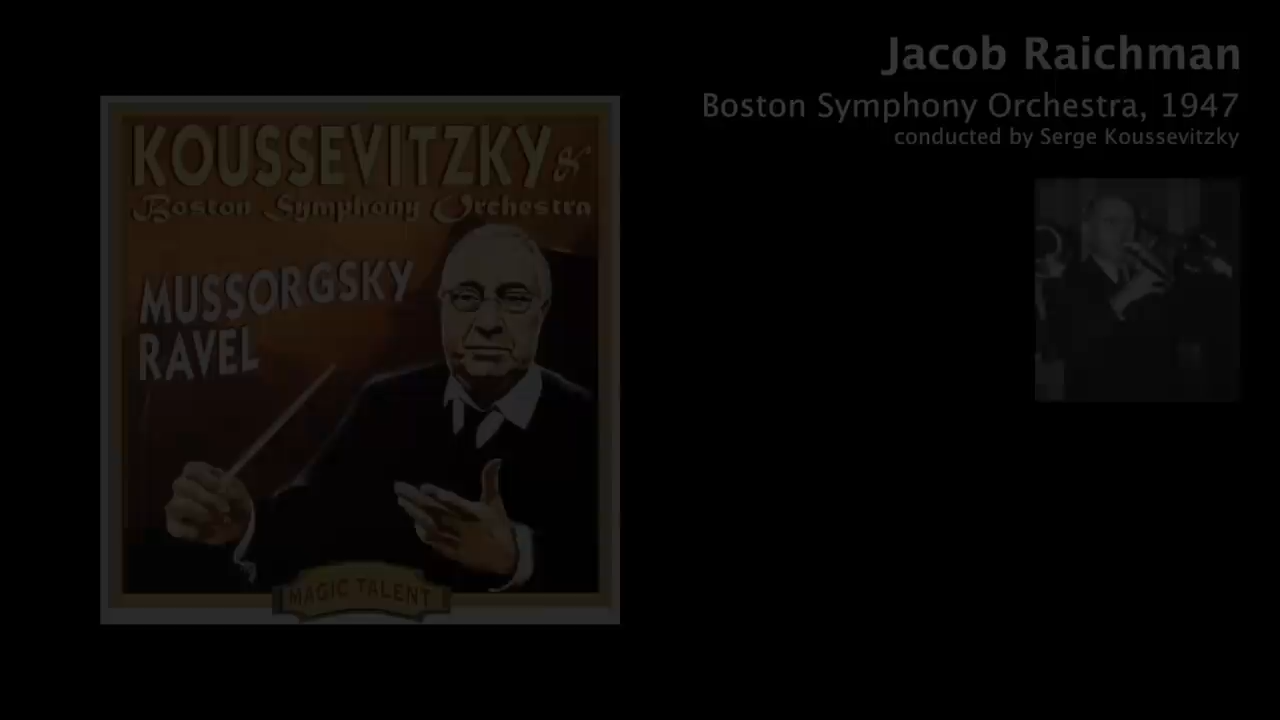 Jacob Raichman
Boston Symphony Orchestra, 1947
conducted by Serge Koussevitzky
KOUSSEVITZKY &
Boston Symphony Orchestra
MUSSORGSKY
RAVEL
MAGIC TALENT